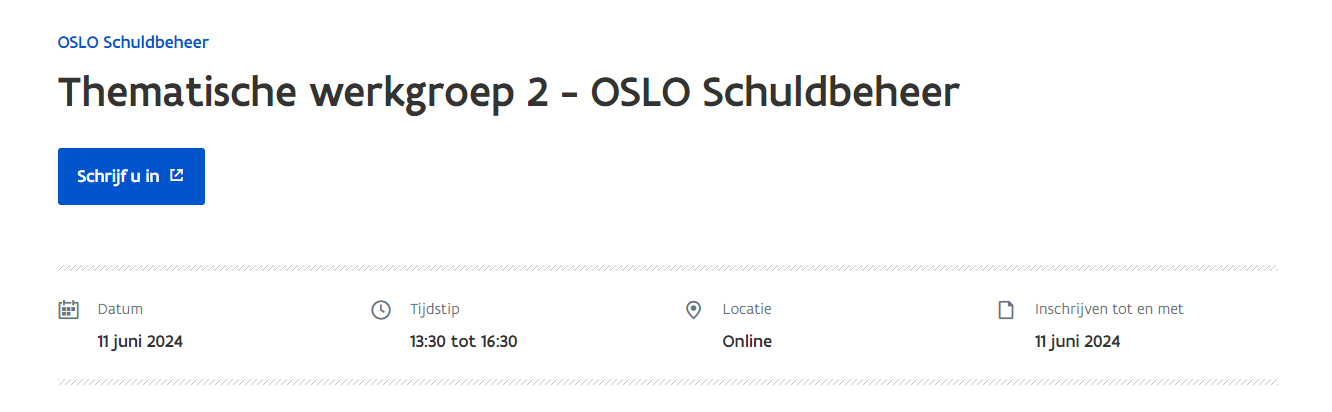 OSLO Schuldbeheer
Thematische werkgroep 2 - OSLO Schuldbeheer
Schrijf u in
Datum
11 juni 2024
Tijdstip
13:30 tot 16:30
Locatie
Online
Inschrijven tot en met
11 juni 2024